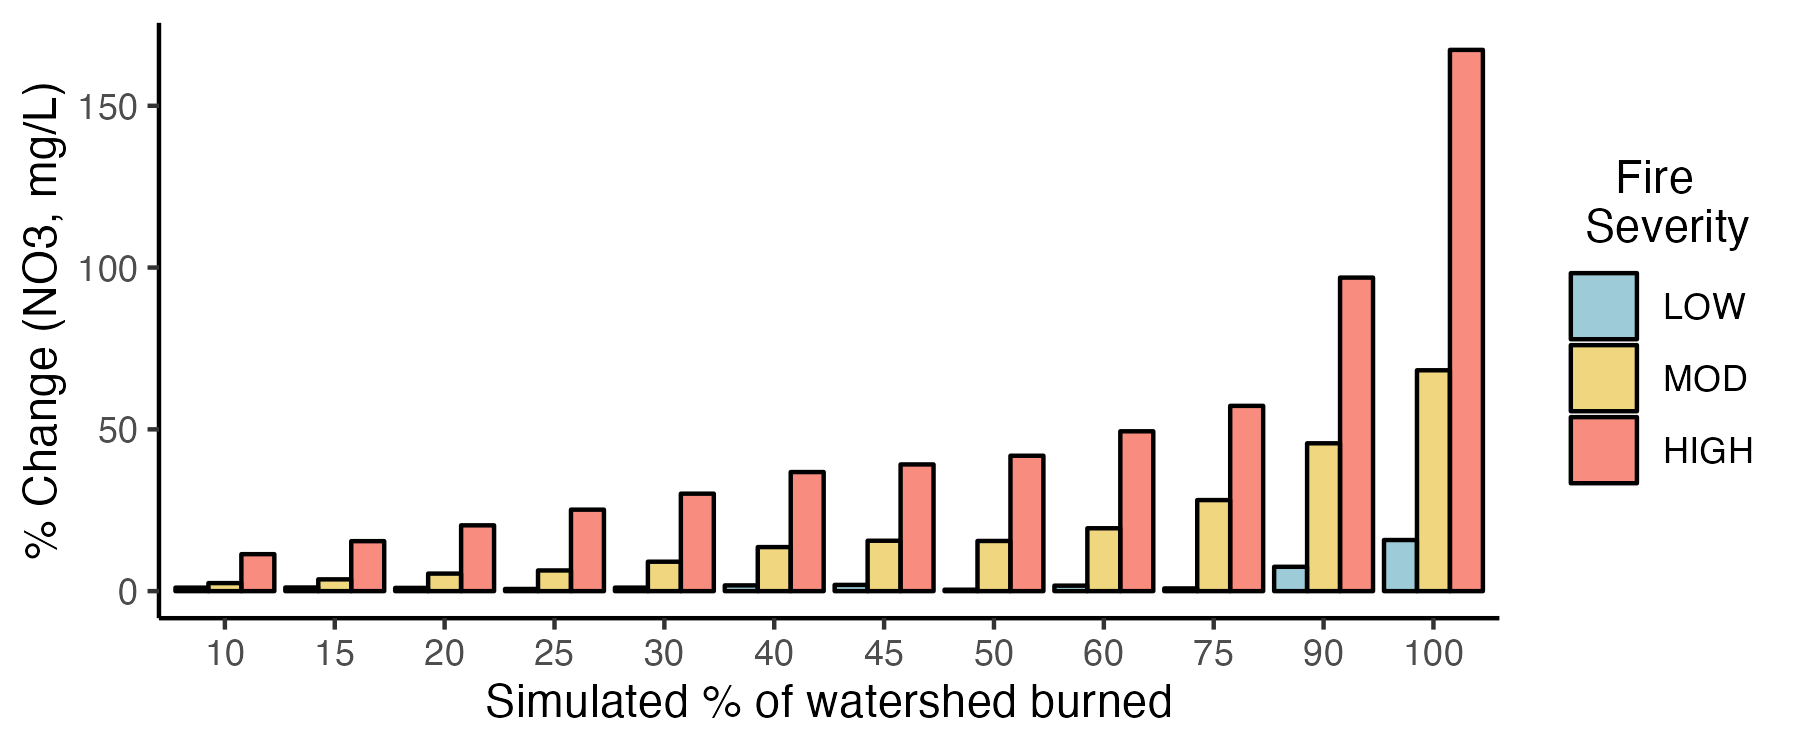 % Change (NO3, mg/L)
150
100
50
0
10 15 20 25 30 40 45 50 60 75 90 100
Simulated % of watershed burned
Fire
Severity
LOW
MOD
HIGH